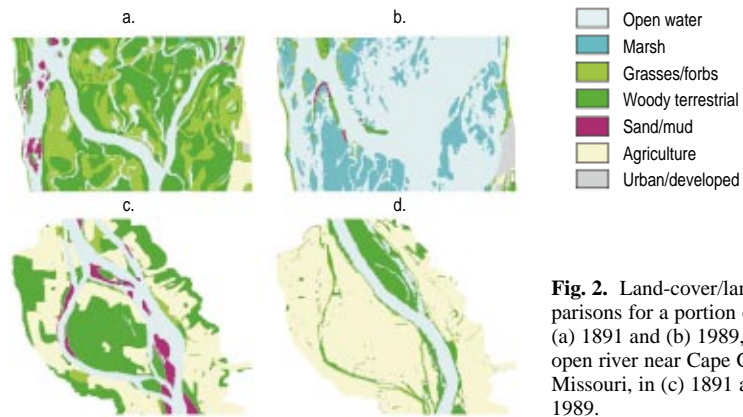 a.
b.
Open water
Marsh
Grasses/forbs
Woody terrestrial
Sand/mud
Agriculture
Urban/developed
c.
d.
Fig. 2. Land-cover/lan
parisons for a portion
(a) 1891 and (b) 1989,
open river near Cape
Missouri, in (c) 1891
1989.